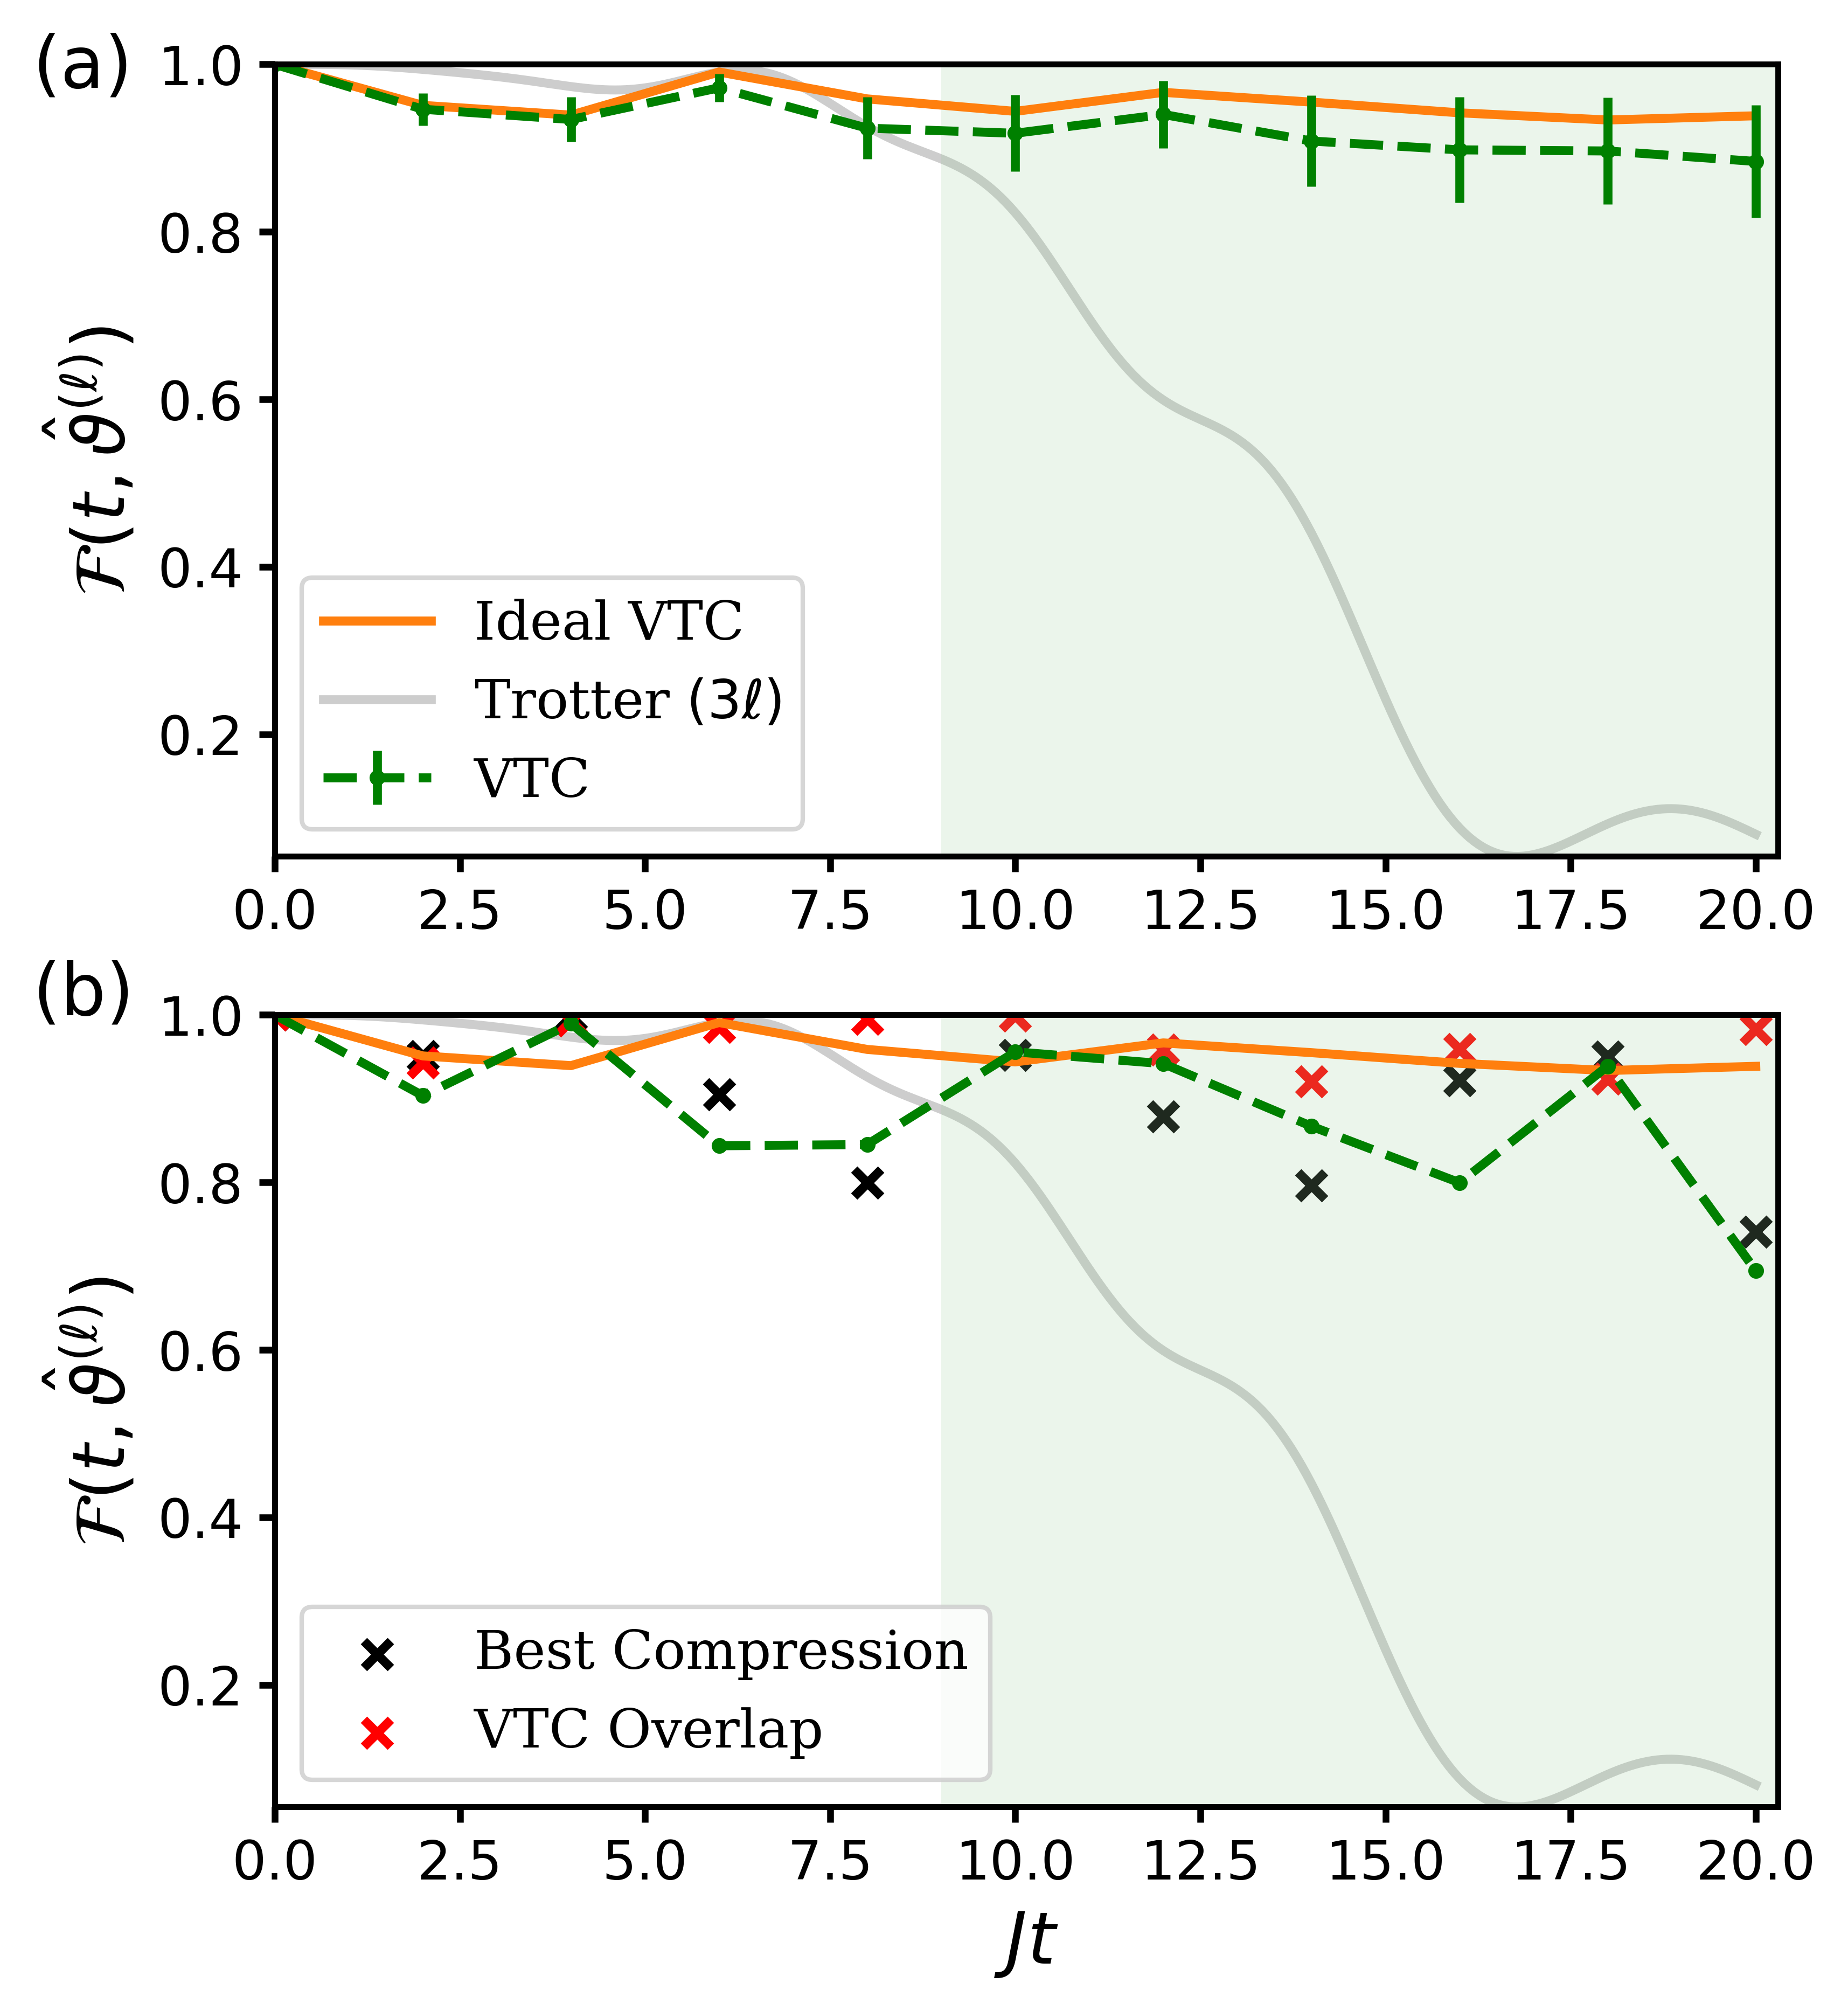 (a)
1.0
0.8
0.6
0.4
0.2
F(t, ϑ̂^(ℓ))
Ideal VTC
Trotter (3ℓ)
VTC
0.0 2.5 5.0 7.5 10.0 12.5 15.0 17.5 20.0
(b)
1.0
0.8
0.6
0.4
0.2
F(t, ϑ̂^(ℓ))
Best Compression
VTC Overlap
0.0 2.5 5.0 7.5 10.0 12.5 15.0 17.5 20.0
Jt